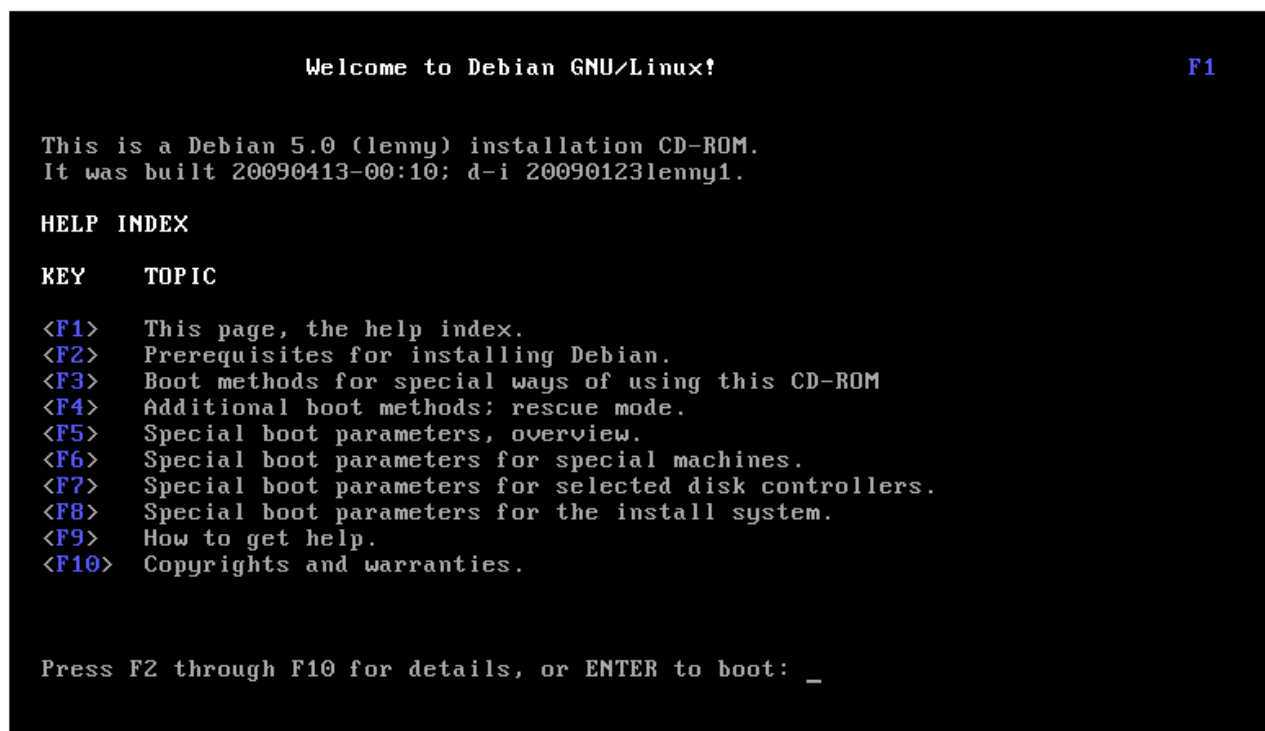 Welcome to Debian GNU/Linux! F1
This is a Debian 5.0 (lenny) installation CD-ROM.
It was built 20090413-00:10; d-i 20090123lenny1.
HELP INDEX
KEY TOPIC
<F1> This page, the help index.
<F2> Prerequisites for installing Debian.
<F3> Boot methods for special ways of using this CD-ROM
<F4> Additional boot methods; rescue mode.
<F5> Special boot parameters, overview.
<F6> Special boot parameters for special machines.
<F7> Special boot parameters for selected disk controllers.
<F8> Special boot parameters for the install system.
<F9> How to get help.
<F10> Copyrights and warranties.
Press F2 through F10 for details, or ENTER to boot: _